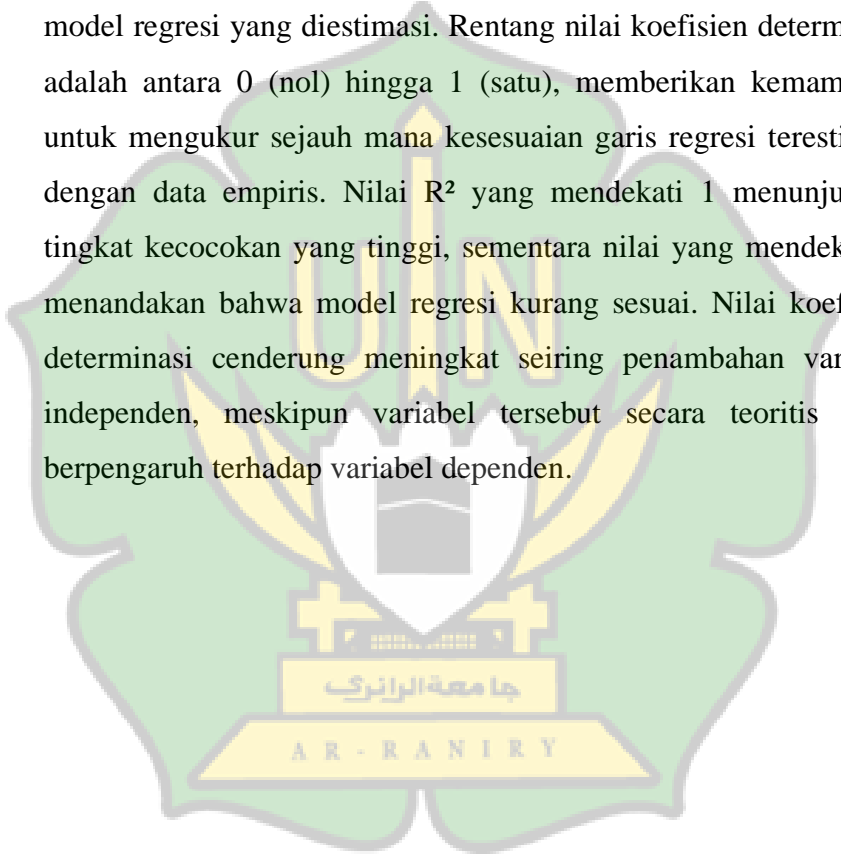 model regresi yang diestimasi. Rentang nilai koefisien determ
adalah antara 0 (nol) hingga 1 (satu), memberikan kemam
untuk mengukur sejauh mana kesesuaian garis regresi teresti
dengan data empiris. Nilai R² yang mendekati 1 menunju
tingkat kecocokan yang tinggi, sementara nilai yang mendek
menandakan bahwa model regresi kurang sesuai. Nilai koef
determinasi cenderung meningkat seiring penambahan var
independen, meskipun variabel tersebut secara teoritis
berpengaruh terhadap variabel dependen.
UIN
جامعة الرانري
AR-RANIRY